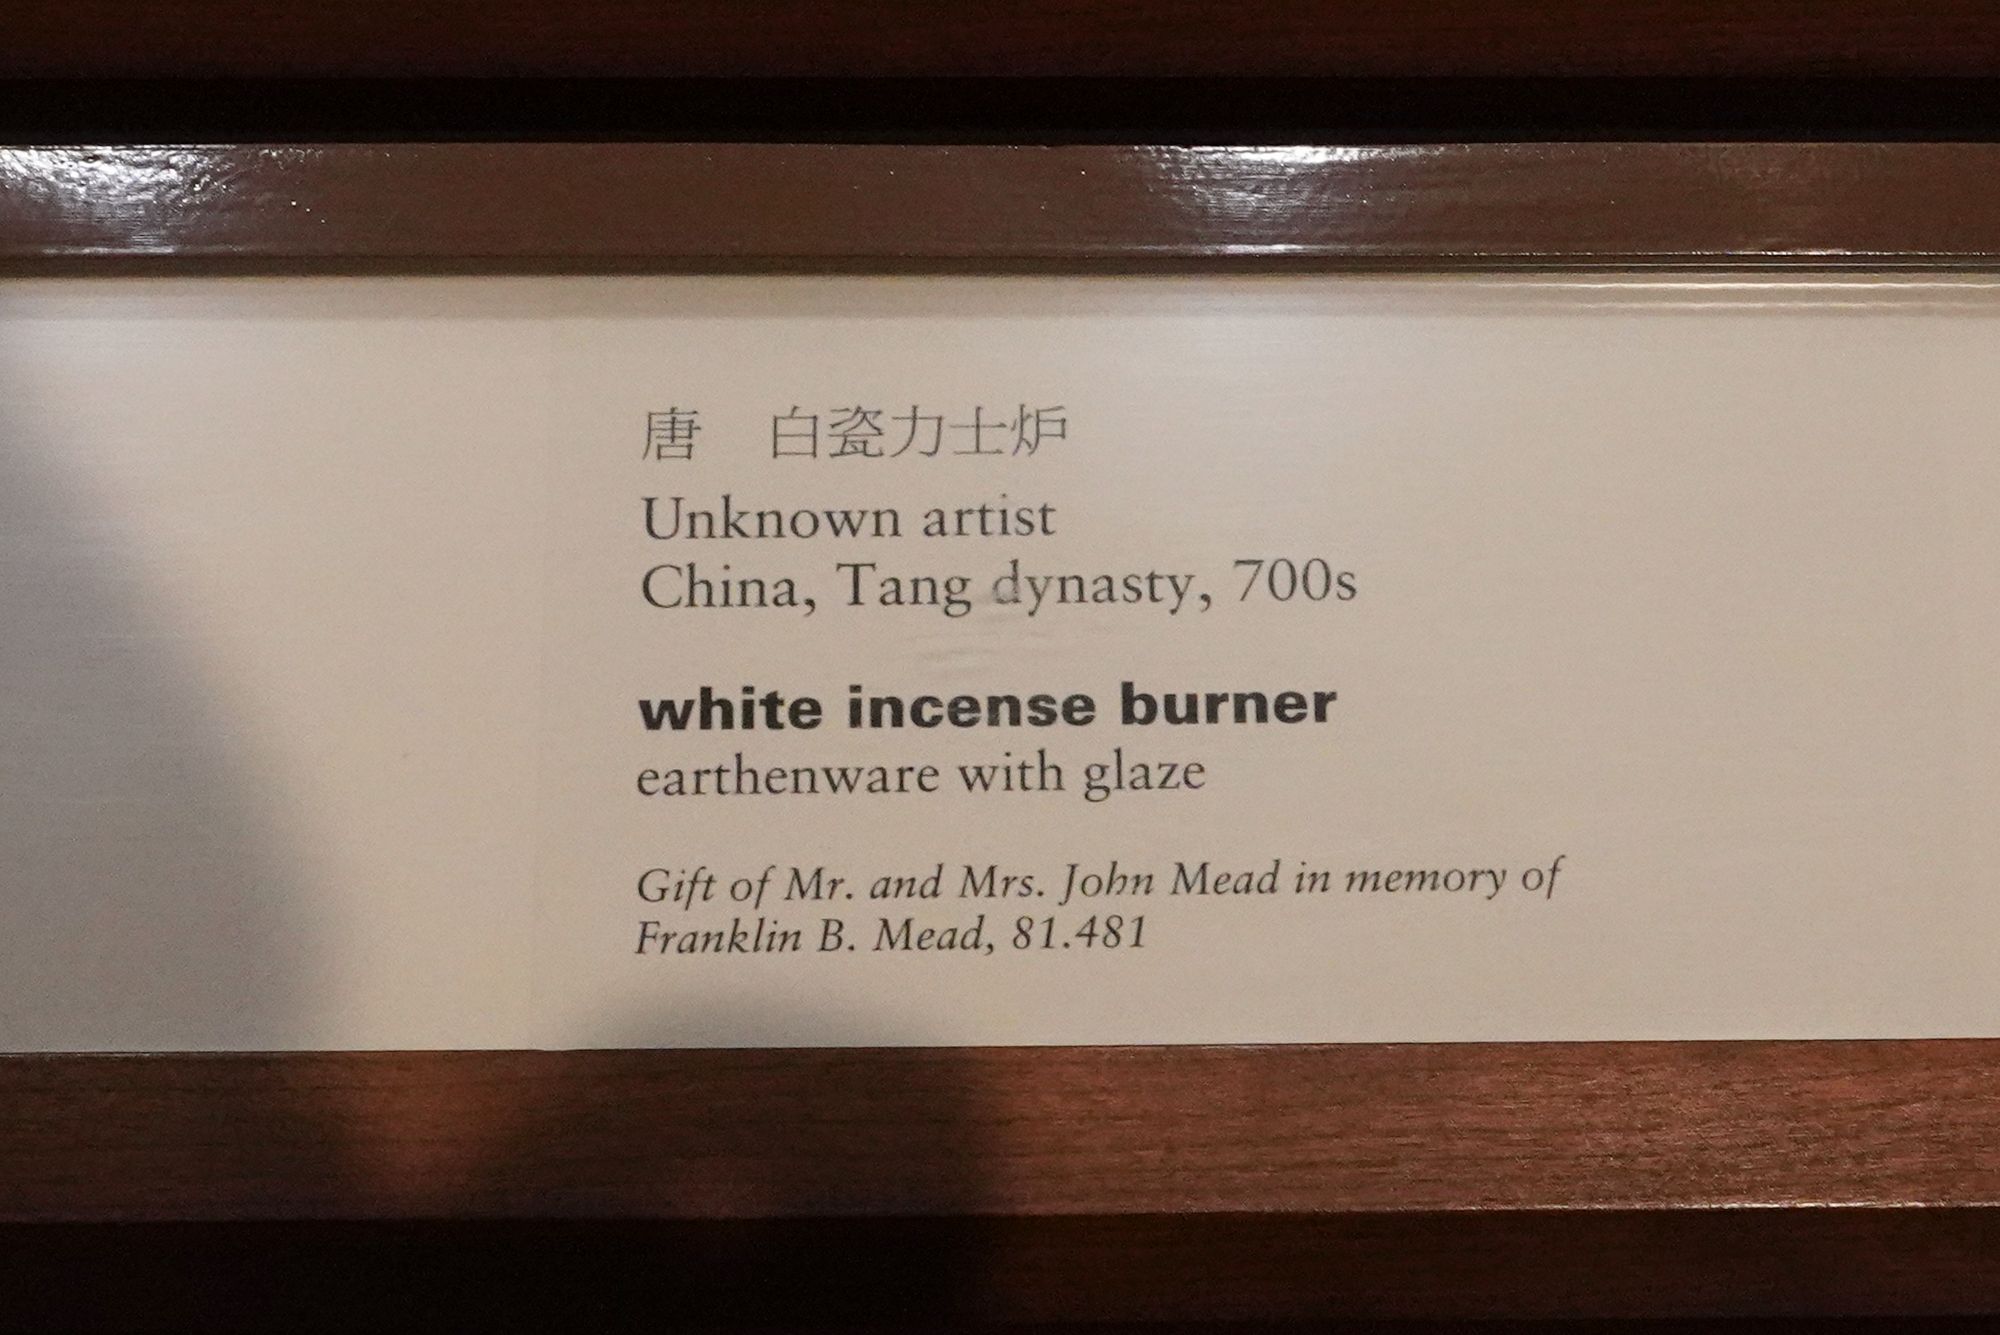 唐　白瓷力士炉
Unknown artist
China, Tang dynasty, 700s
white incense burner
earthenware with glaze
Gift of Mr. and Mrs. John Mead in memory of
Franklin B. Mead, 81.481